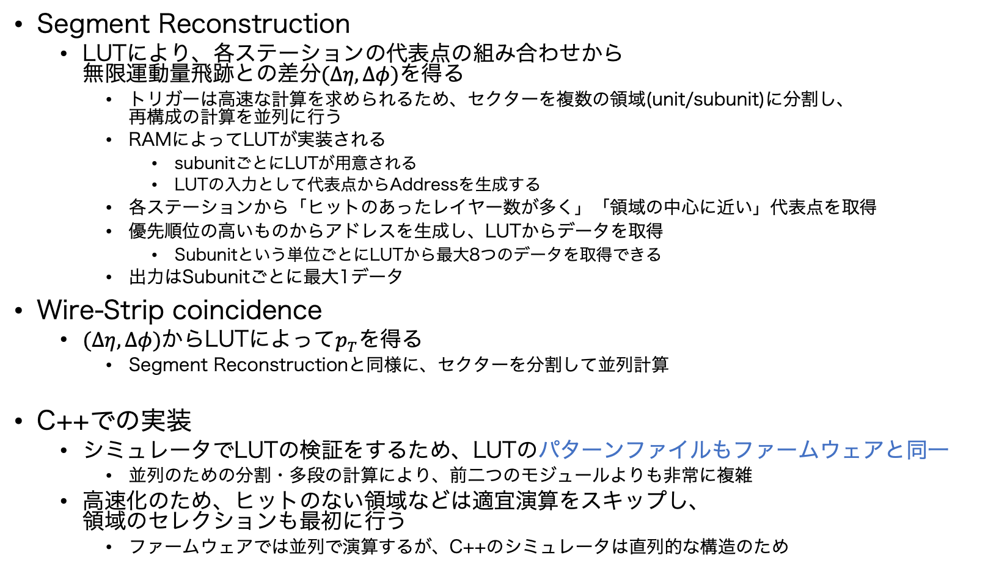 • Segment Reconstruction
• LUTにより、各ステーションの代表点の組み合わせから
無限運動量飛跡との差分(Δη, Δϕ)を得る
• トリガーは高速な計算を求められるため、セクターを複数の領域(unit/subunit)に分割し、
再構成の計算を並列に行う
• RAMによってLUTが実装される
• subunitごとにLUTが用意される
• LUTの入力として代表点からAddressを生成する
• 各ステーションから「ヒットのあったレイヤー数が多く」「領域の中心に近い」代表点を取得
• 優先順位の高いものからアドレスを生成し、LUTからデータを取得
• Subunitという単位ごとにLUTから最大8つのデータを取得できる
• 出力はSubunitごとに最大1データ
• Wire-Strip coincidence
• (Δη, Δϕ)からLUTによってp_Tを得る
• Segment Reconstructionと同様に、セクターを分割して並列計算
• C++での実装
• シミュレータでLUTの検証をするため、LUTのパターンファイルもファームウェアと同一
• 並列のための分割・多段の計算により、前二つのモジュールよりも非常に複雑
• 高速化のため、ヒットのない領域などは適宜演算をスキップし、
領域のセレクションも最初に行う
• ファームウェアでは並列で演算するが、C++のシミュレータは直列的な構造のため